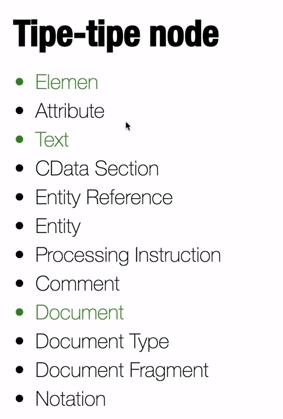 Tipe-tipe node
• Elemen
• Attribute
• Text
• CData Section
• Entity Reference
• Entity
• Processing Instruction
• Comment
• Document
• Document Type
• Document Fragment
• Notation